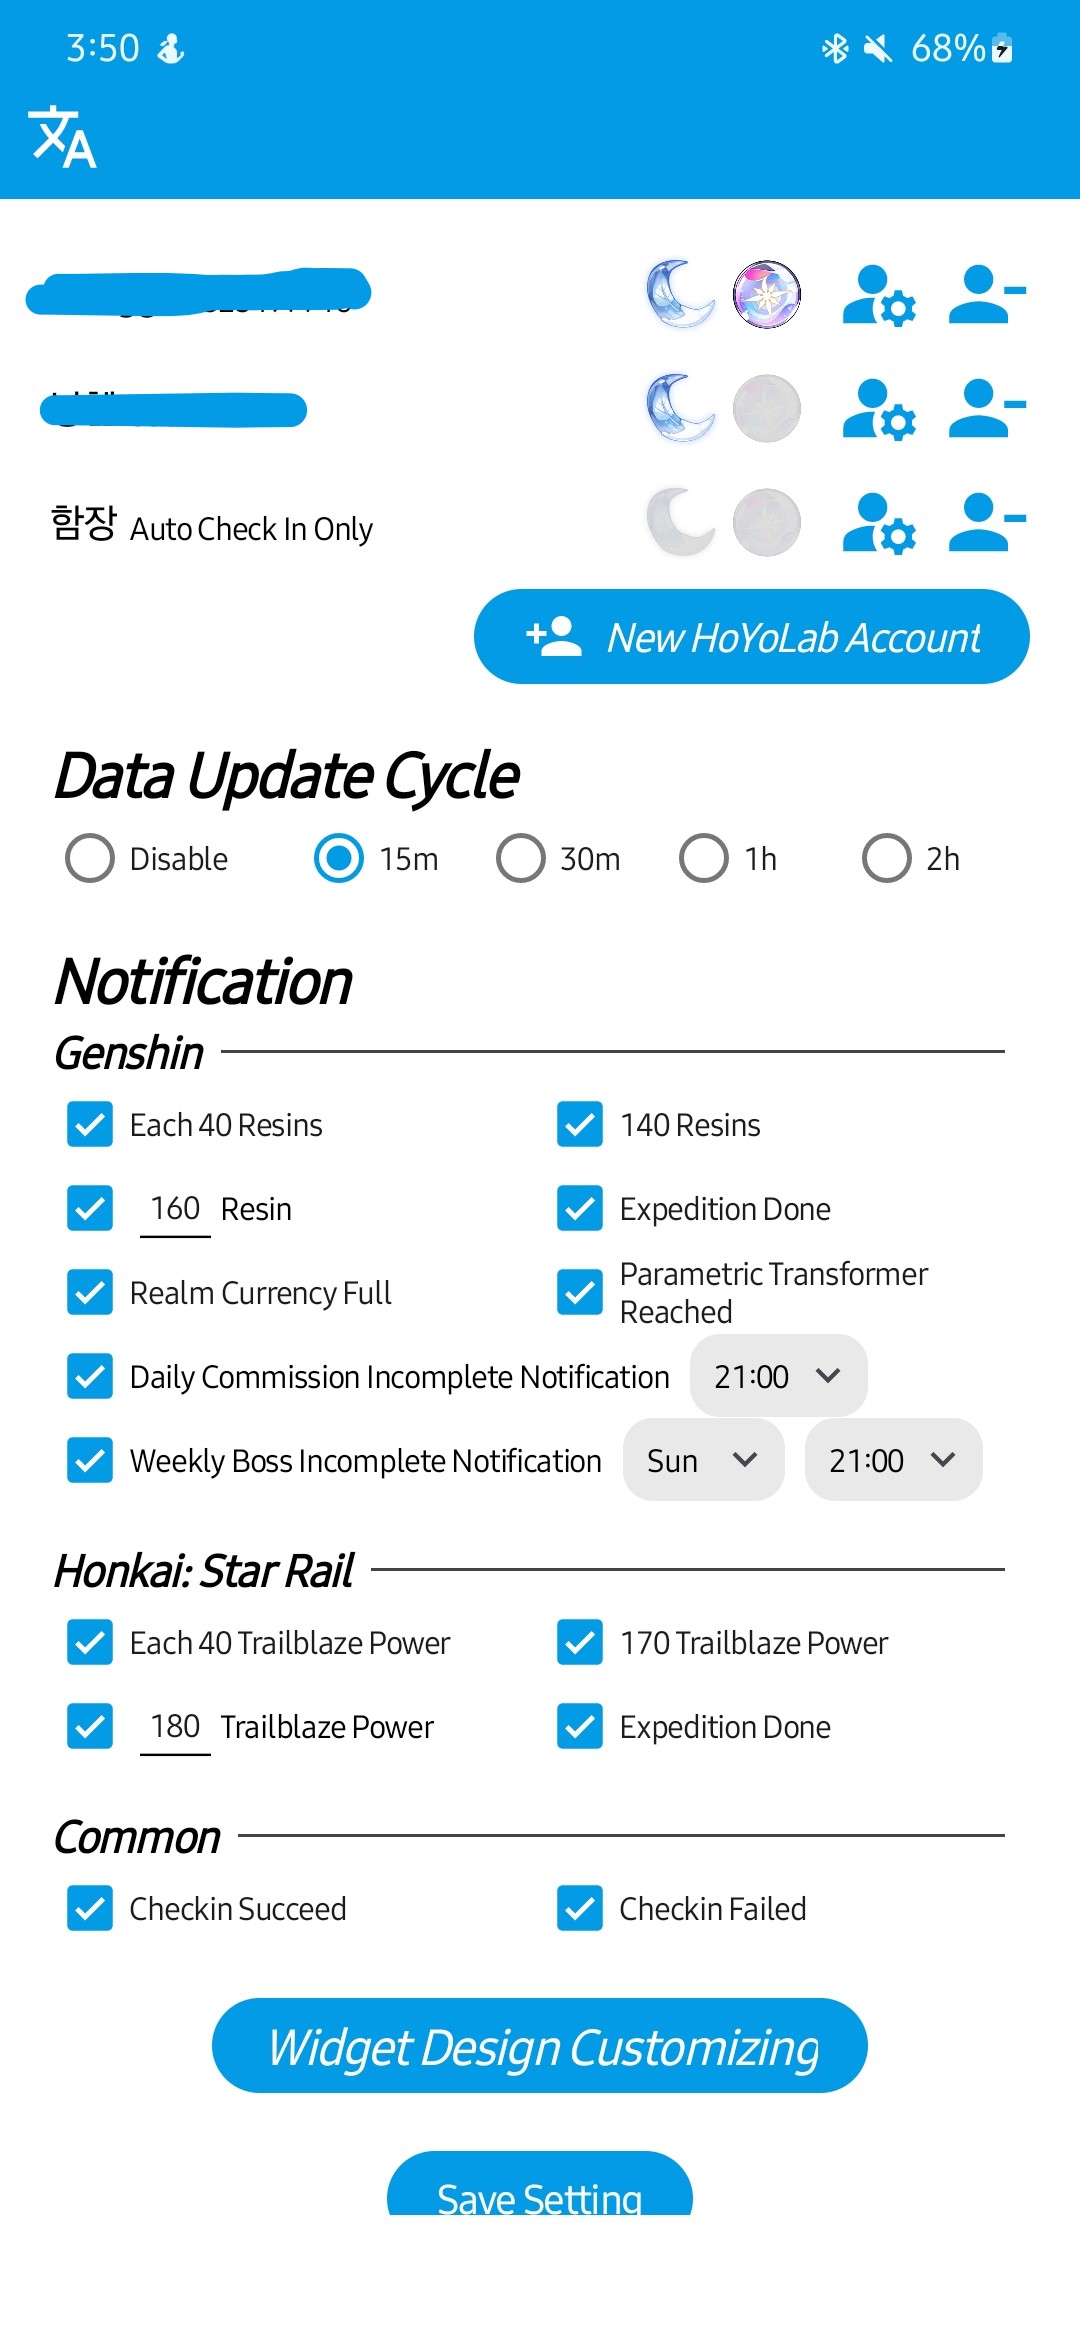 3:50
68%
文A
함장 Auto Check In Only
New HoYoLab Account
Data Update Cycle
Disable 15m 30m 1h 2h
Notification
Genshin
Each 40 Resins 140 Resins
160 Resin Expedition Done
Realm Currency Full Parametric Transformer Reached
Daily Commission Incomplete Notification 21:00
Weekly Boss Incomplete Notification Sun 21:00
Honkai: Star Rail
Each 40 Trailblaze Power 170 Trailblaze Power
180 Trailblaze Power Expedition Done
Common
Checkin Succeed Checkin Failed
Widget Design Customizing
Save Setting